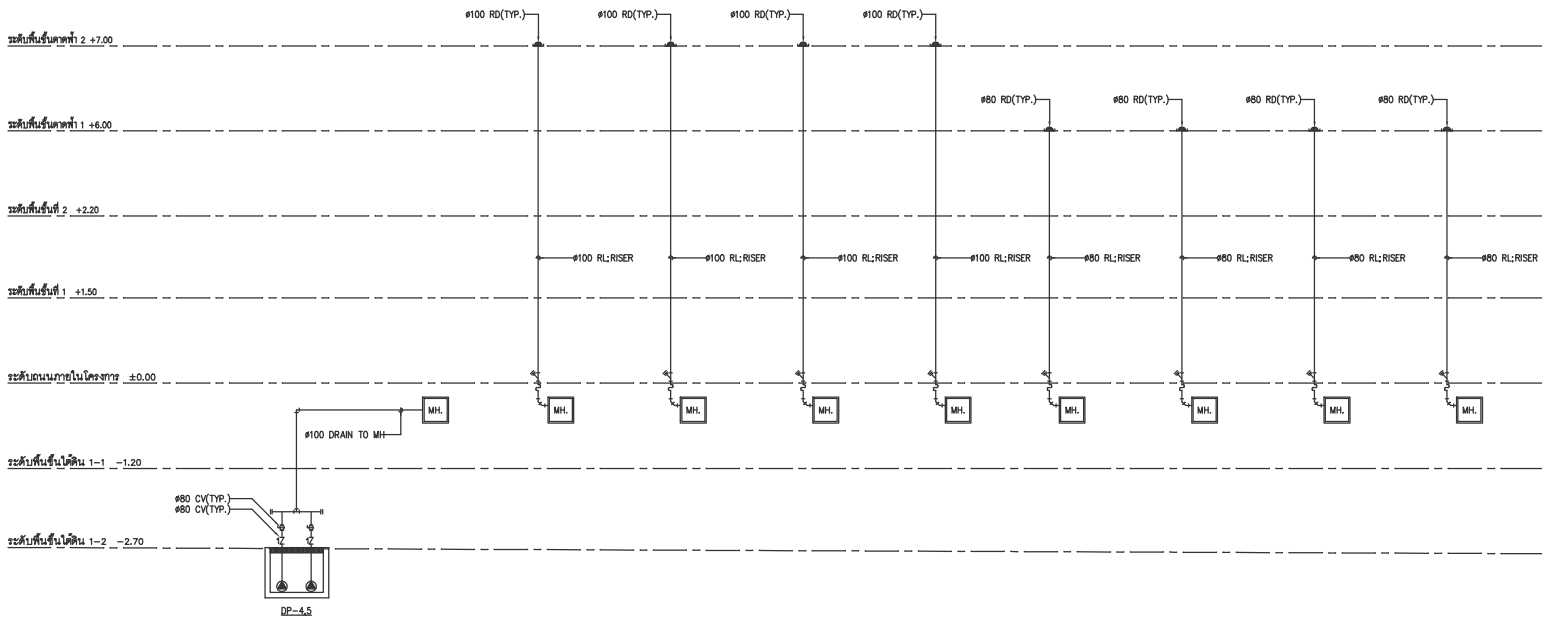 ø100 RD(TYP.) ø100 RD(TYP.) ø100 RD(TYP.) ø100 RD(TYP.)
ระดับพื้นชั้นดาดฟ้า 2 +7.00
ø80 RD(TYP.) ø80 RD(TYP.) ø80 RD(TYP.) ø80 RD(TYP.)
ระดับพื้นชั้นดาดฟ้า 1 +6.00
ระดับพื้นชั้นที่ 2 +2.20
ø100 RL;RISER ø100 RL;RISER ø100 RL;RISER ø100 RL;RISER ø80 RL;RISER ø80 RL;RISER ø80 RL;RISER ø80 RL;RISER
ระดับพื้นชั้นที่ 1 +1.50
ระดับถนนภายในโครงการ ±0.00
MH. MH. MH. MH. MH. MH. MH. MH. MH.
ø100 DRAIN TO MH
ระดับพื้นชั้นใต้ดิน 1-1 -1.20
ø80 CV(TYP.)
ø80 CV(TYP.)
ระดับพื้นชั้นใต้ดิน 1-2 -2.70
DP-4,5